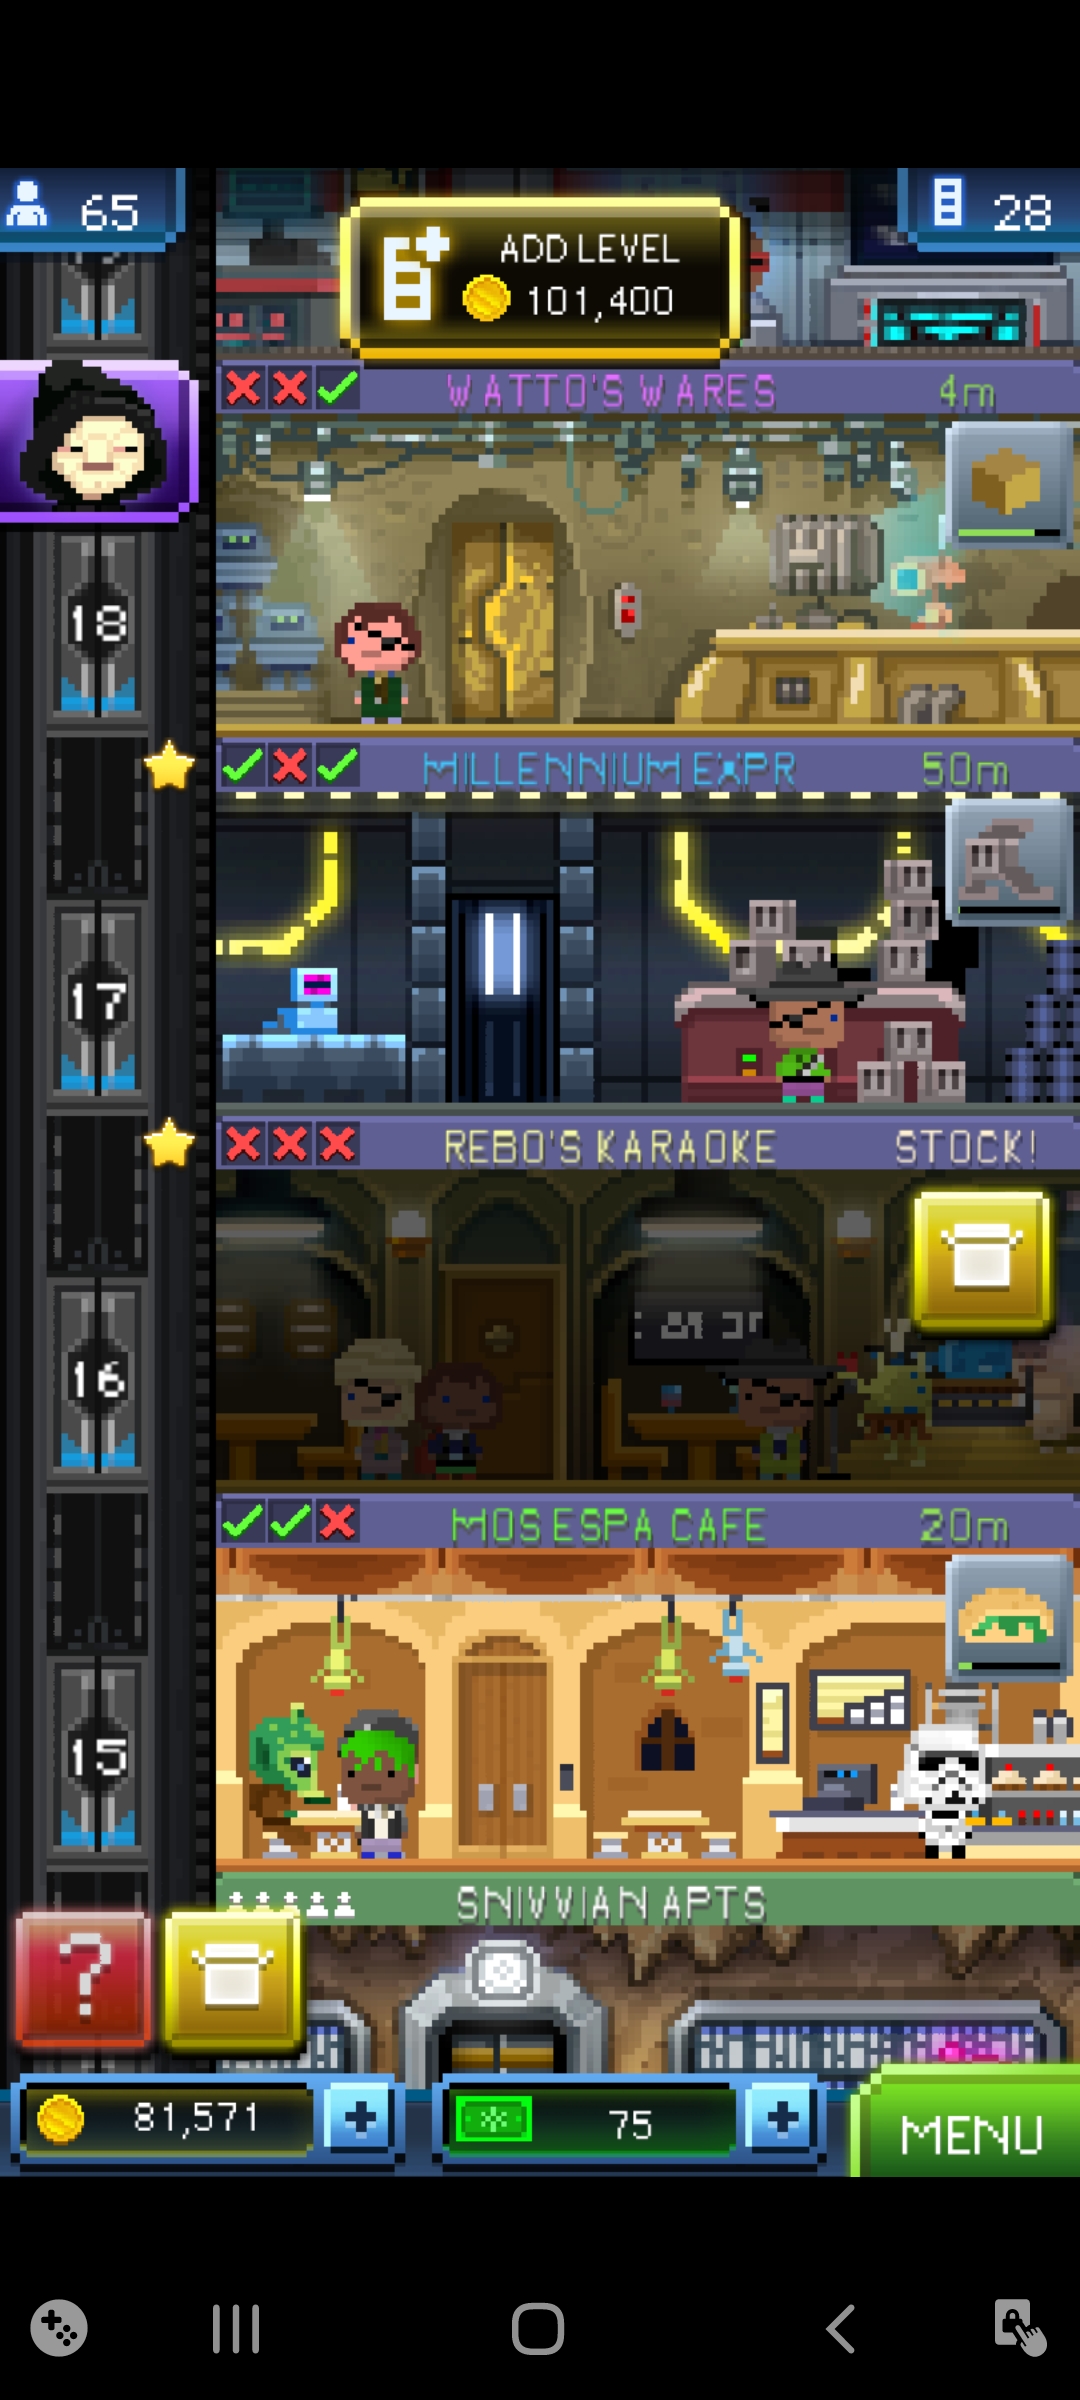 65
28
ADD LEVEL
101,400
WATTO'S WARES
4m
18
MILLENNIUM EXPR
50m
17
REBO'S KARAOKE
STOCK!
16
MOS ESPA CAFE
20m
15
SNIVVIAN APTS
?
81,571
75
MENU